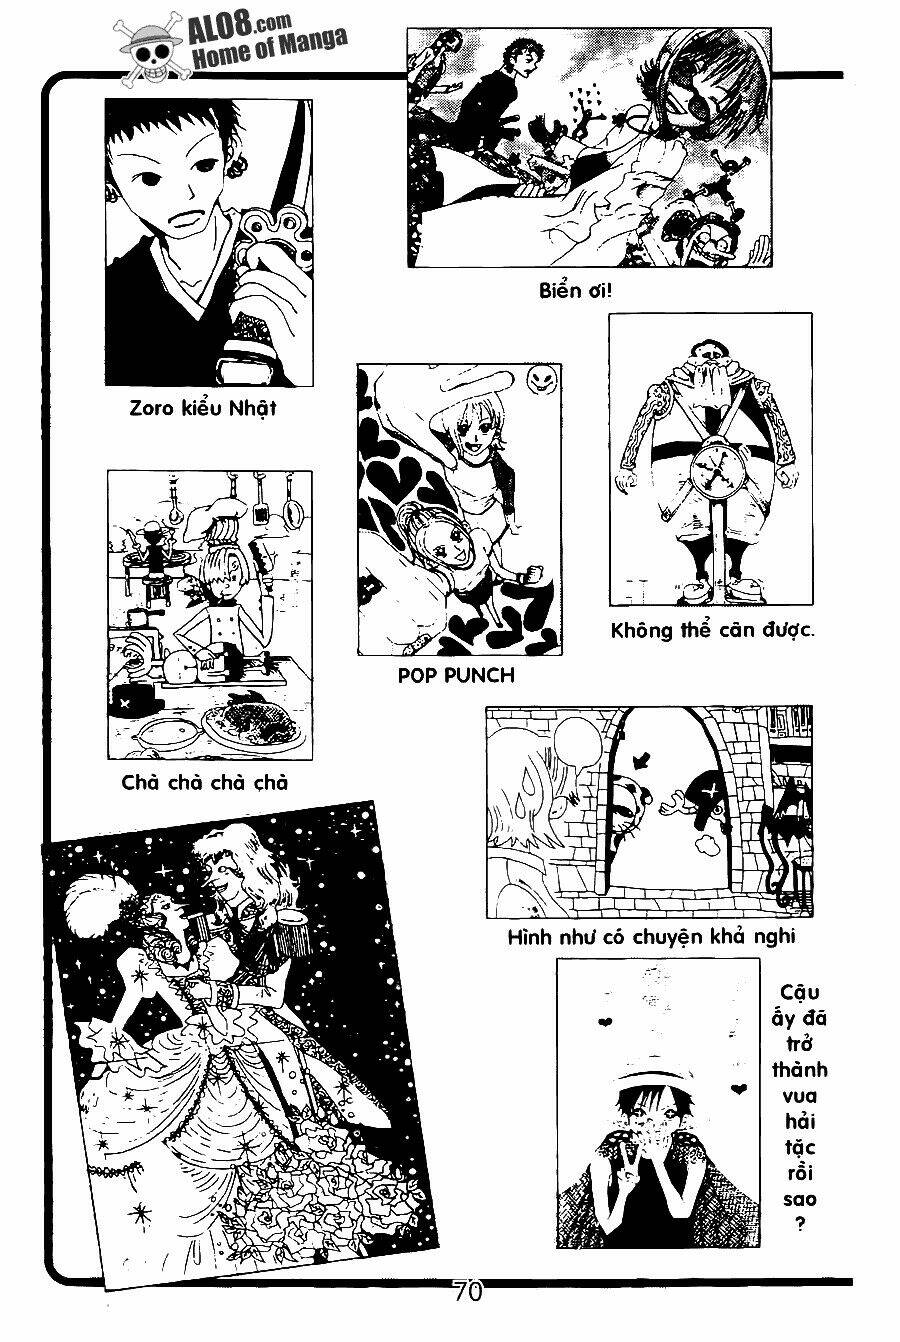 ALO8.com
Home of Manga
Biển ơi!
Zoro kiểu Nhật
Không thể cân được.
POP PUNCH
Chà chà chà chà
Hình như có chuyện khả nghi
Cậu
ấy đã
trở
thành
vua
hải
tặc
rồi
sao
?
70